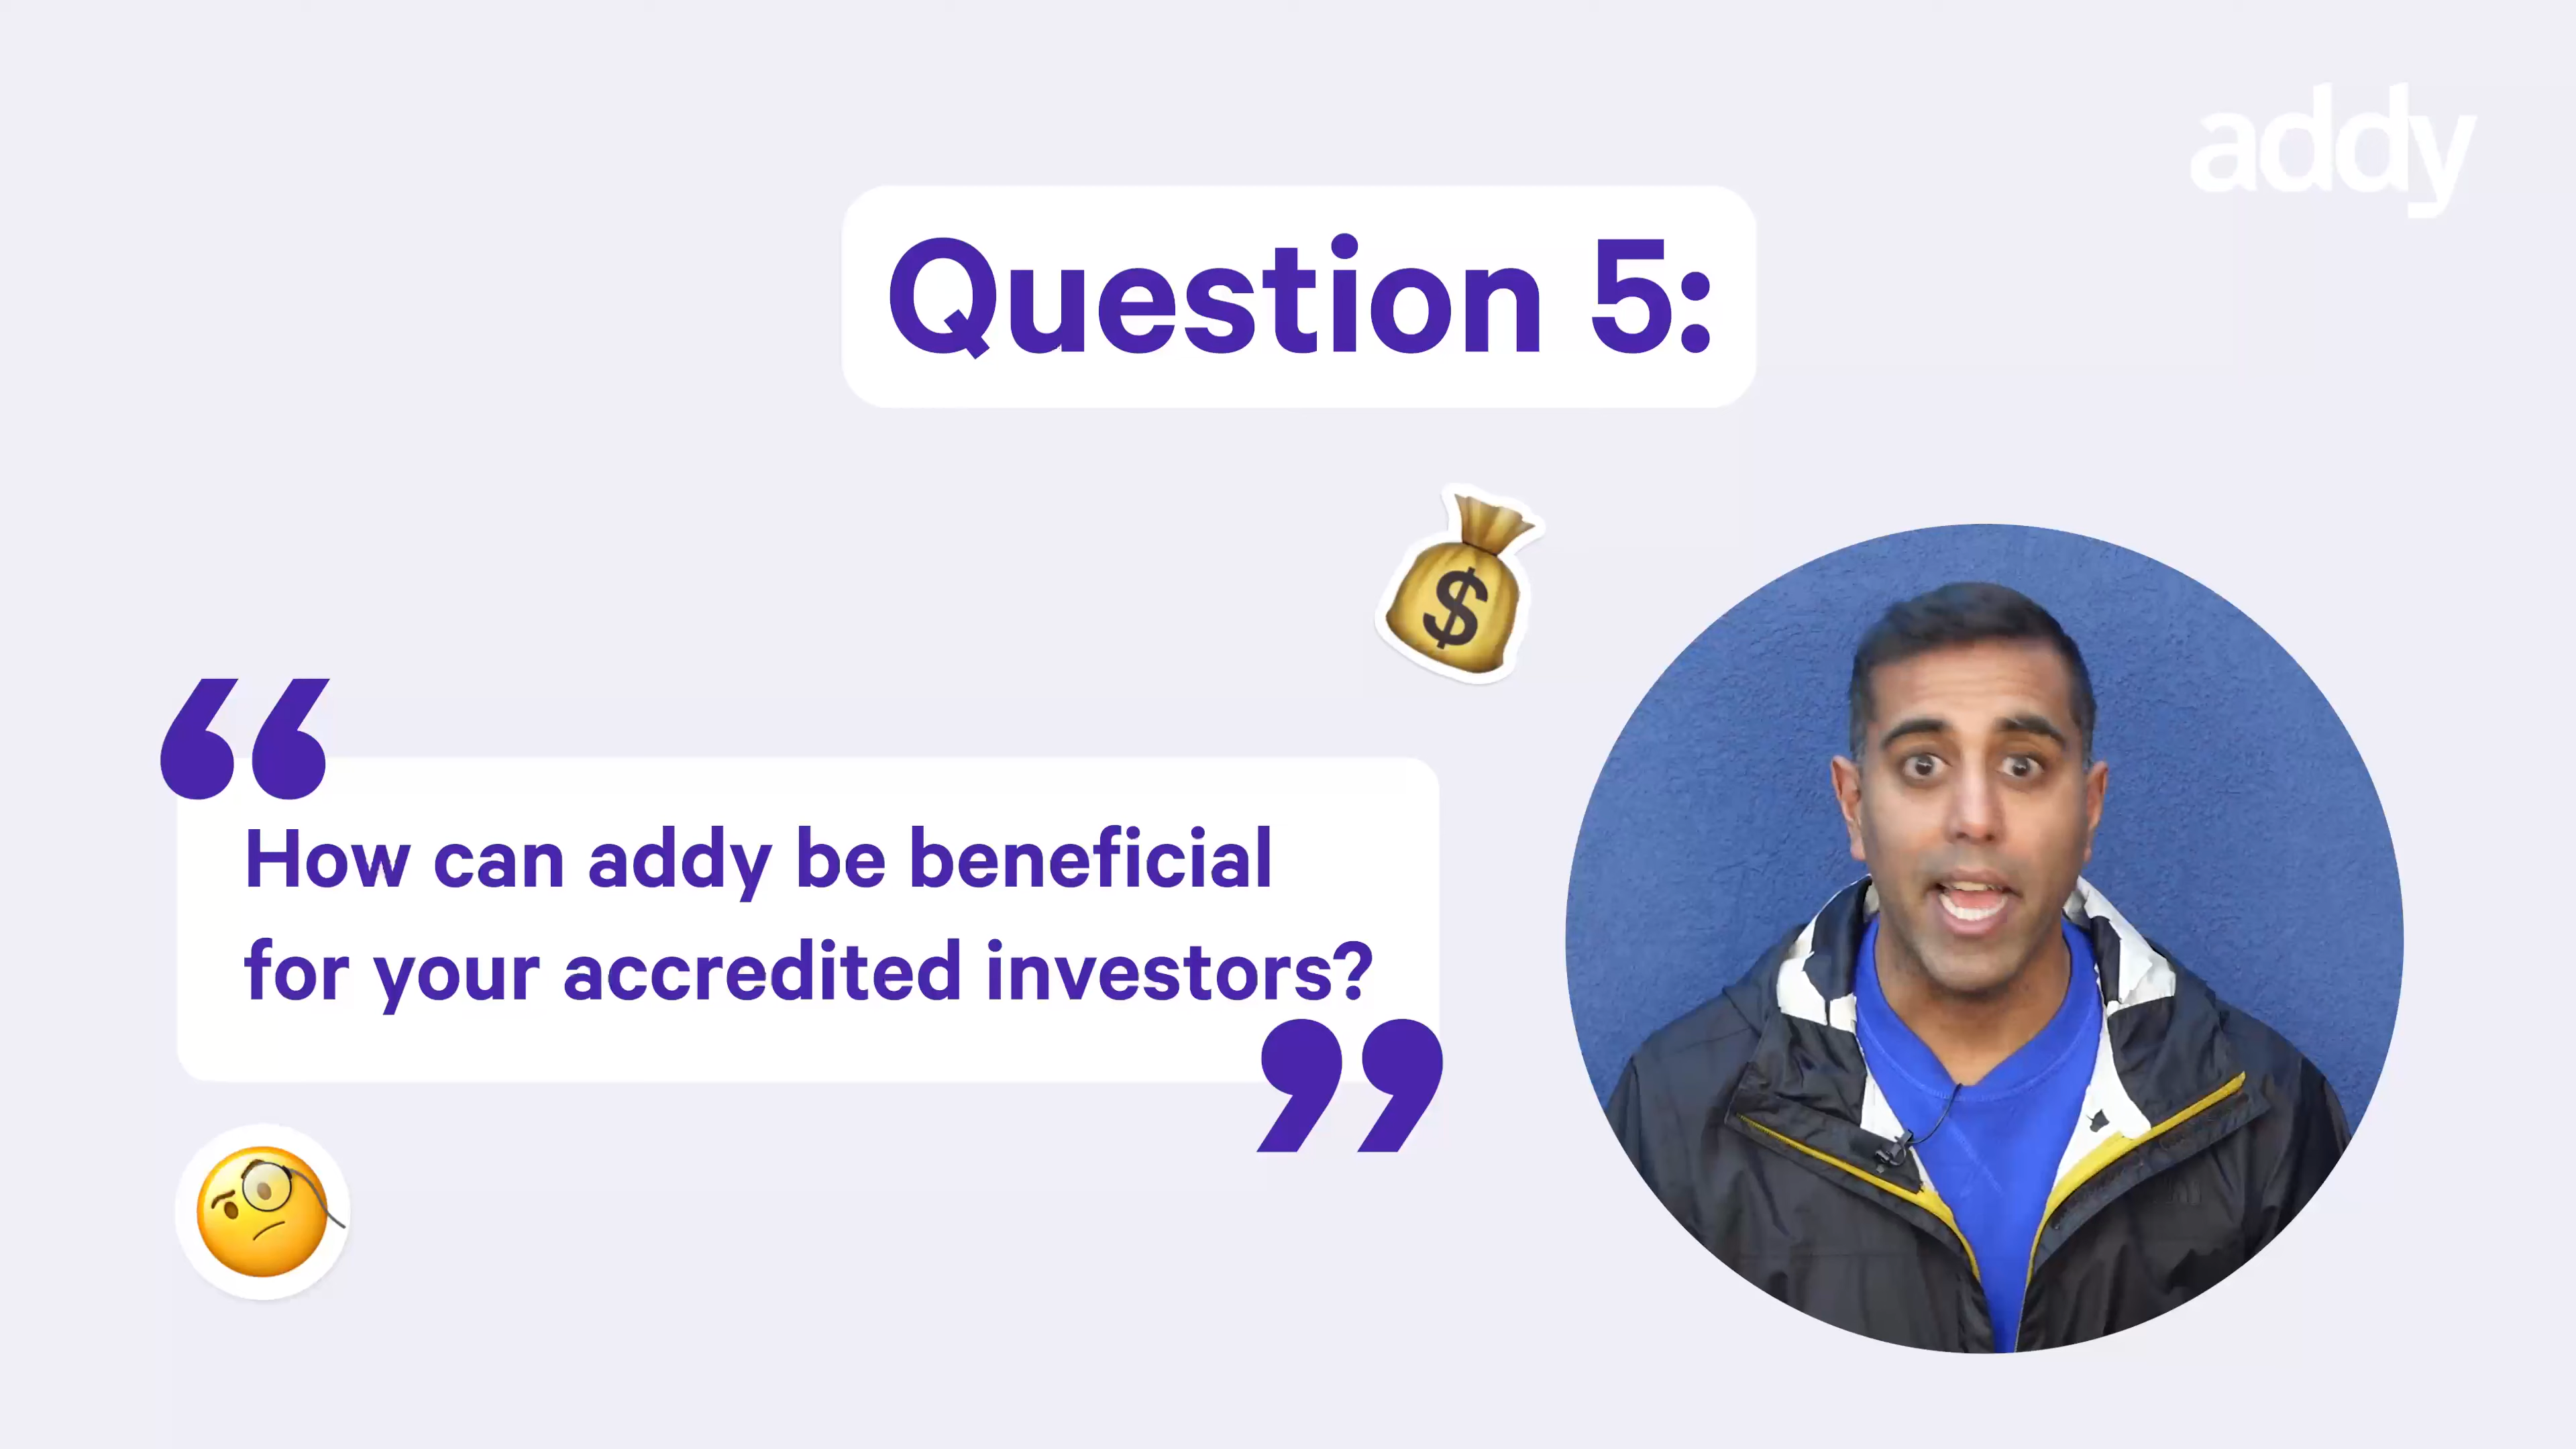 addy
Question 5:
$
“How can addy be beneficial
for your accredited investors?”